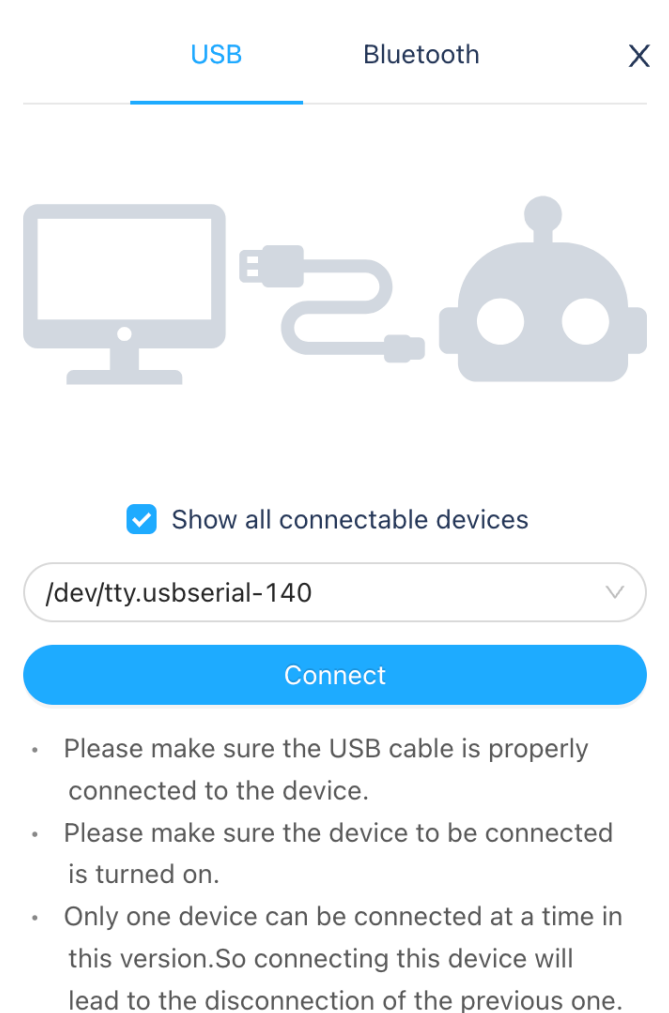 USB Bluetooth X
Show all connectable devices
/dev/tty.usbserial-140
Connect
• Please make sure the USB cable is properly
connected to the device.
• Please make sure the device to be connected
is turned on.
• Only one device can be connected at a time in
this version.So connecting this device will
lead to the disconnection of the previous one.